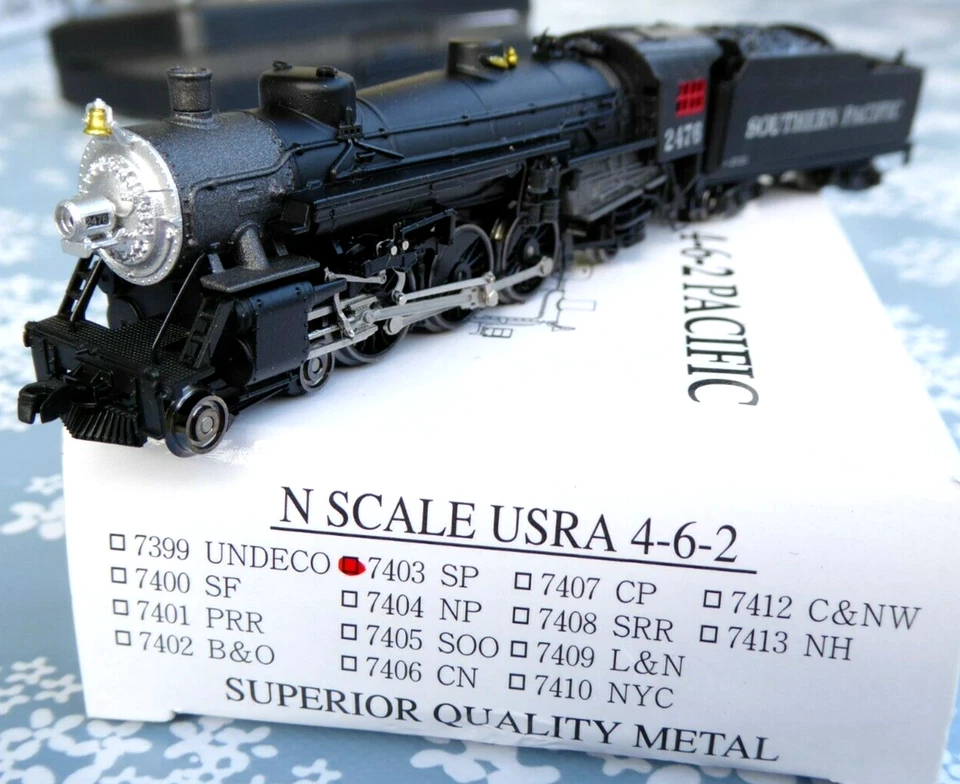 2476
2476
SOUTHERN PACIFIC
4-6-2 PACIFIC
N SCALE USRA 4-6-2
7399 UNDECO
7400 SF
7401 PRR
7402 B&O
7403 SP
7404 NP
7405 SOO
7406 CN
7407 CP
7408 SRR
7409 L&N
7410 NYC
7412 C&NW
7413 NH
SUPERIOR QUALITY METAL